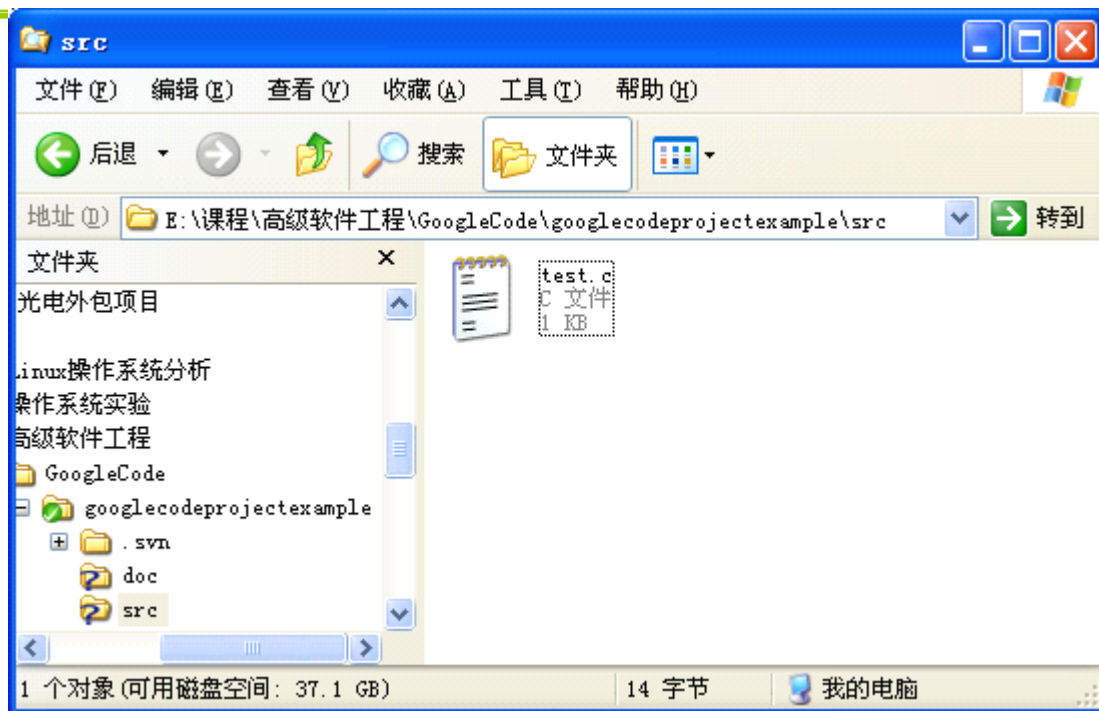 src
文件(F) 编辑(E) 查看(V) 收藏(A) 工具(T) 帮助(H)
后退 搜索 文件夹
地址(D) E:\课程\高级软件工程\GoogleCode\googlecodeprojectexample\src 转到
文件夹
光电外包项目
Linux操作系统分析
操作系统实验
高级软件工程
GoogleCode
googlecodeprojectexample
.svn
doc
src
test.c
C 文件
1 KB
1 个对象(可用磁盘空间: 37.1 GB) 14 字节 我的电脑